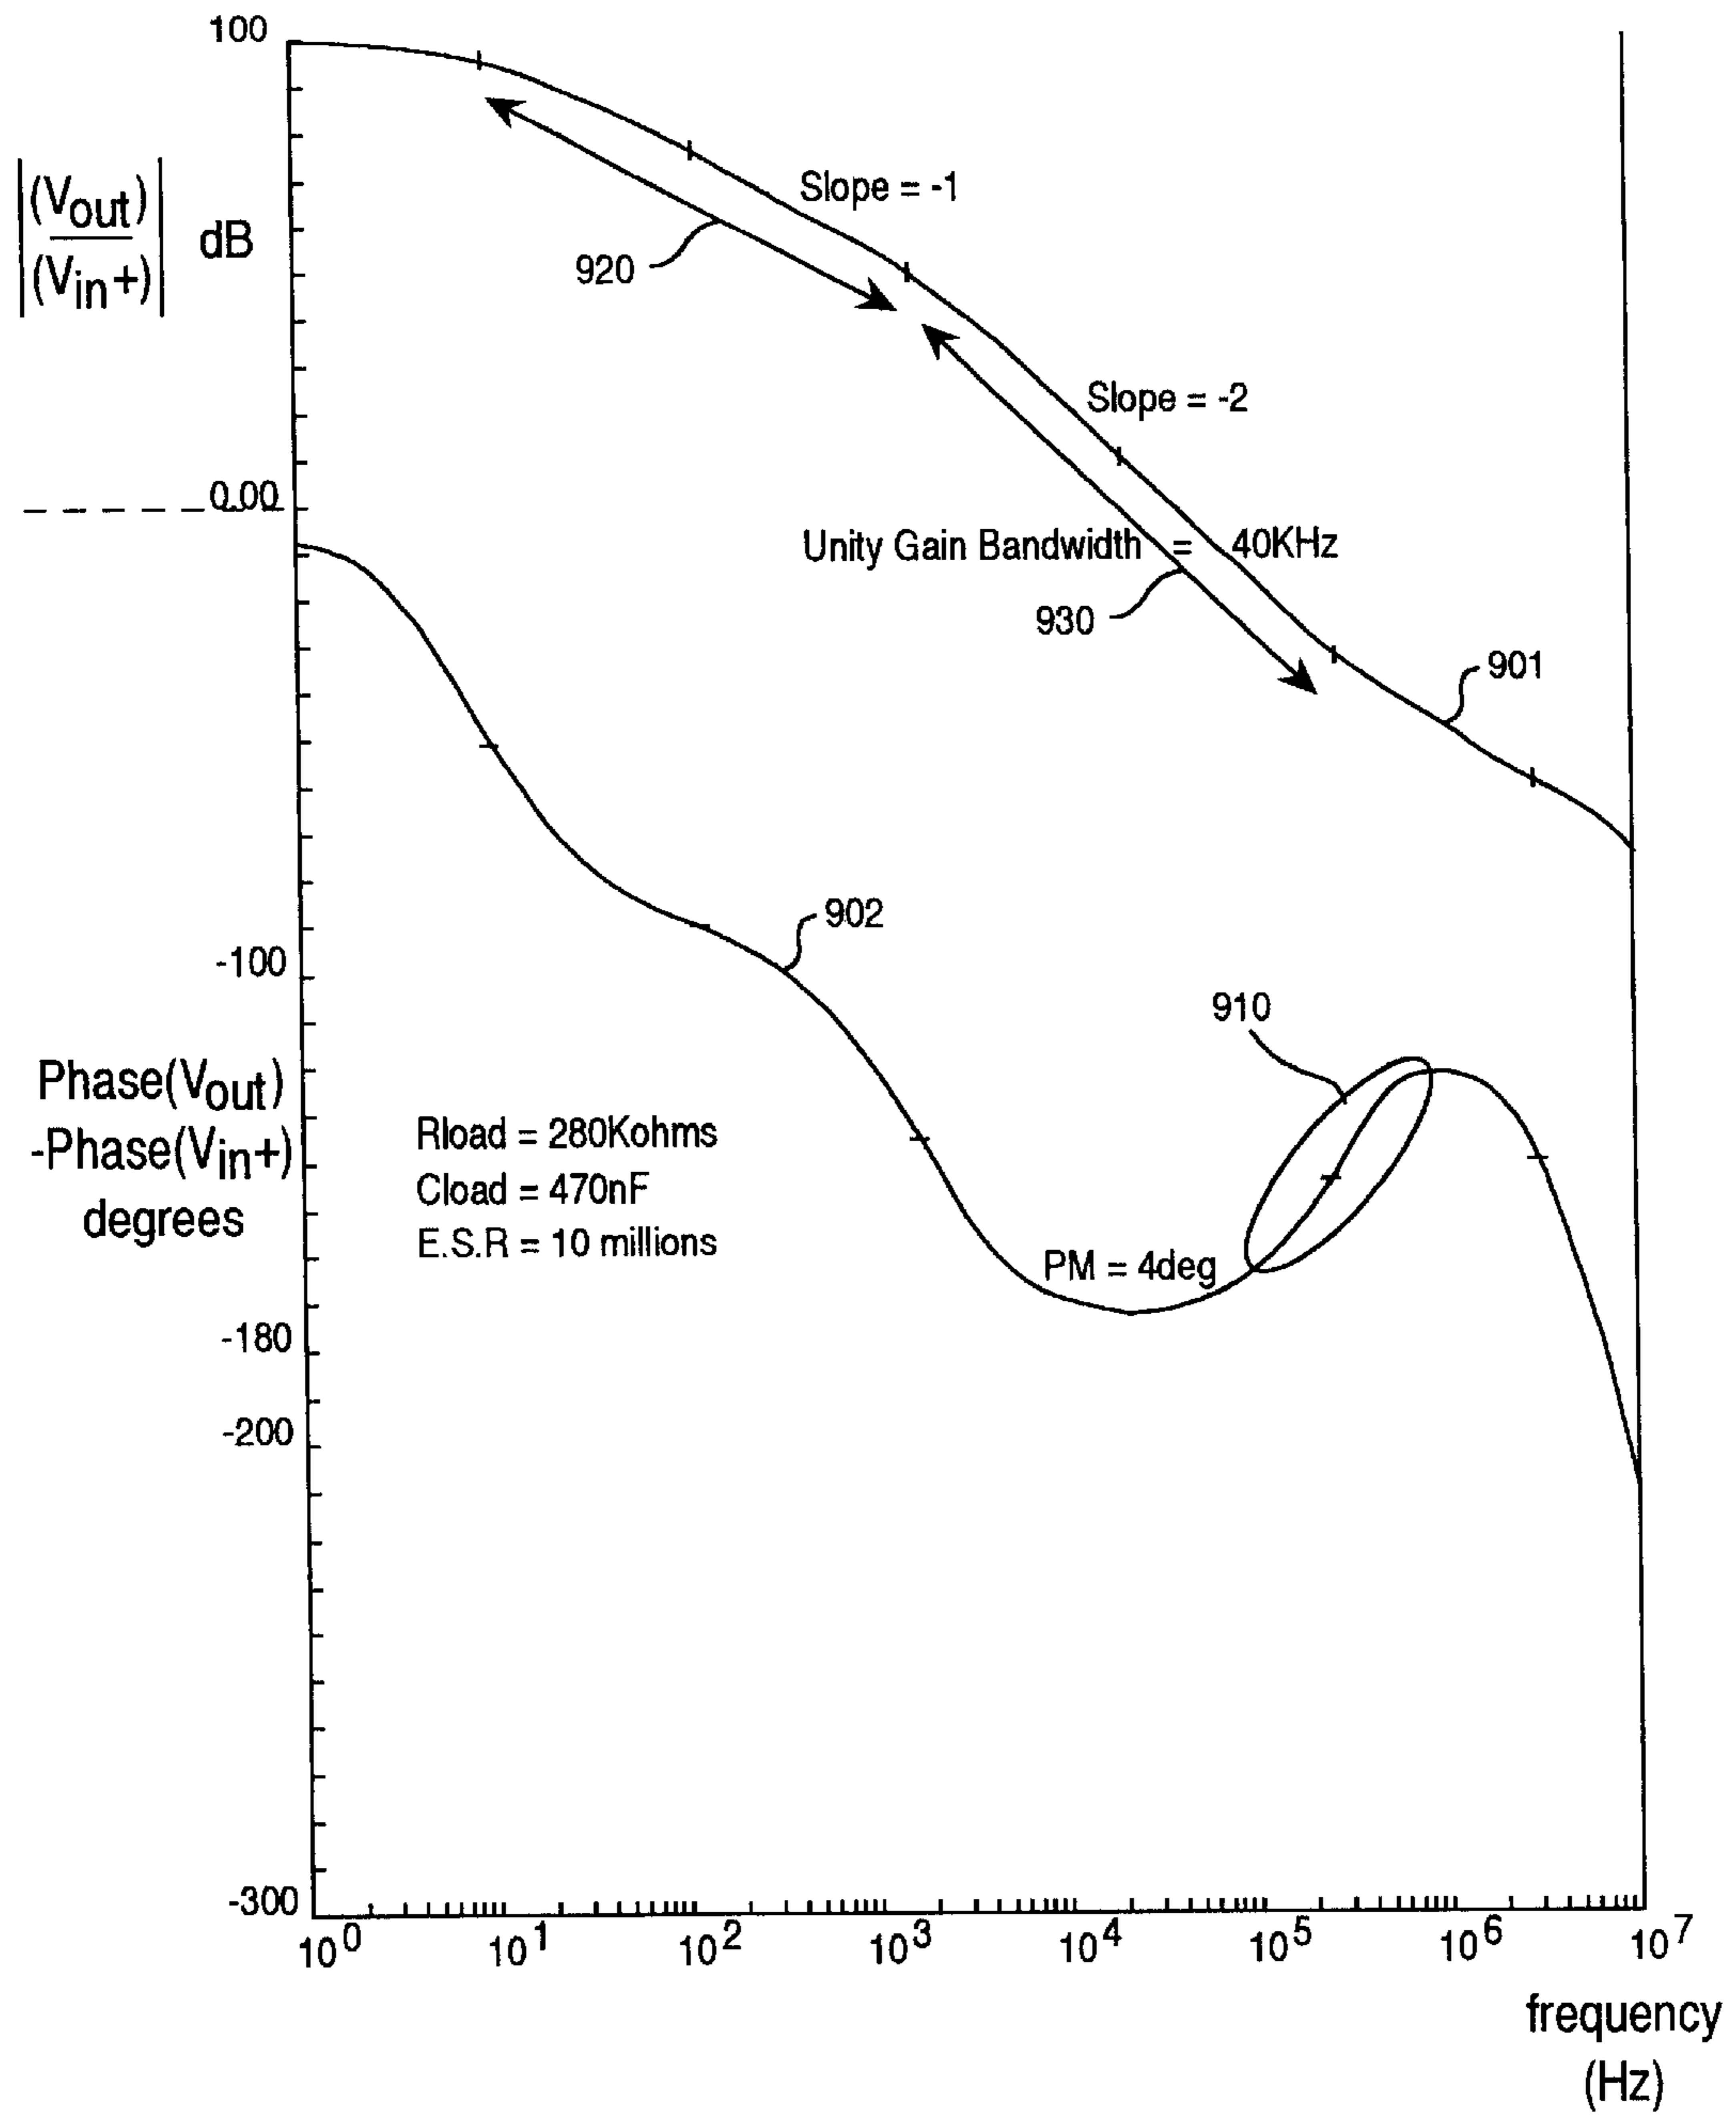 100
|(Vout)|
|(Vin+)|
dB
Slope = -1
920
Slope = -2
0.00
Unity Gain Bandwidth = 40KHz
930
901
902
-100
910
Phase(Vout)
-Phase(Vin+)
degrees
Rload = 280Kohms
Cload = 470nF
E.S.R = 10 millions
PM = 4deg
-180
-200
-300
10^0 10^1 10^2 10^3 10^4 10^5 10^6 10^7
frequency
(Hz)